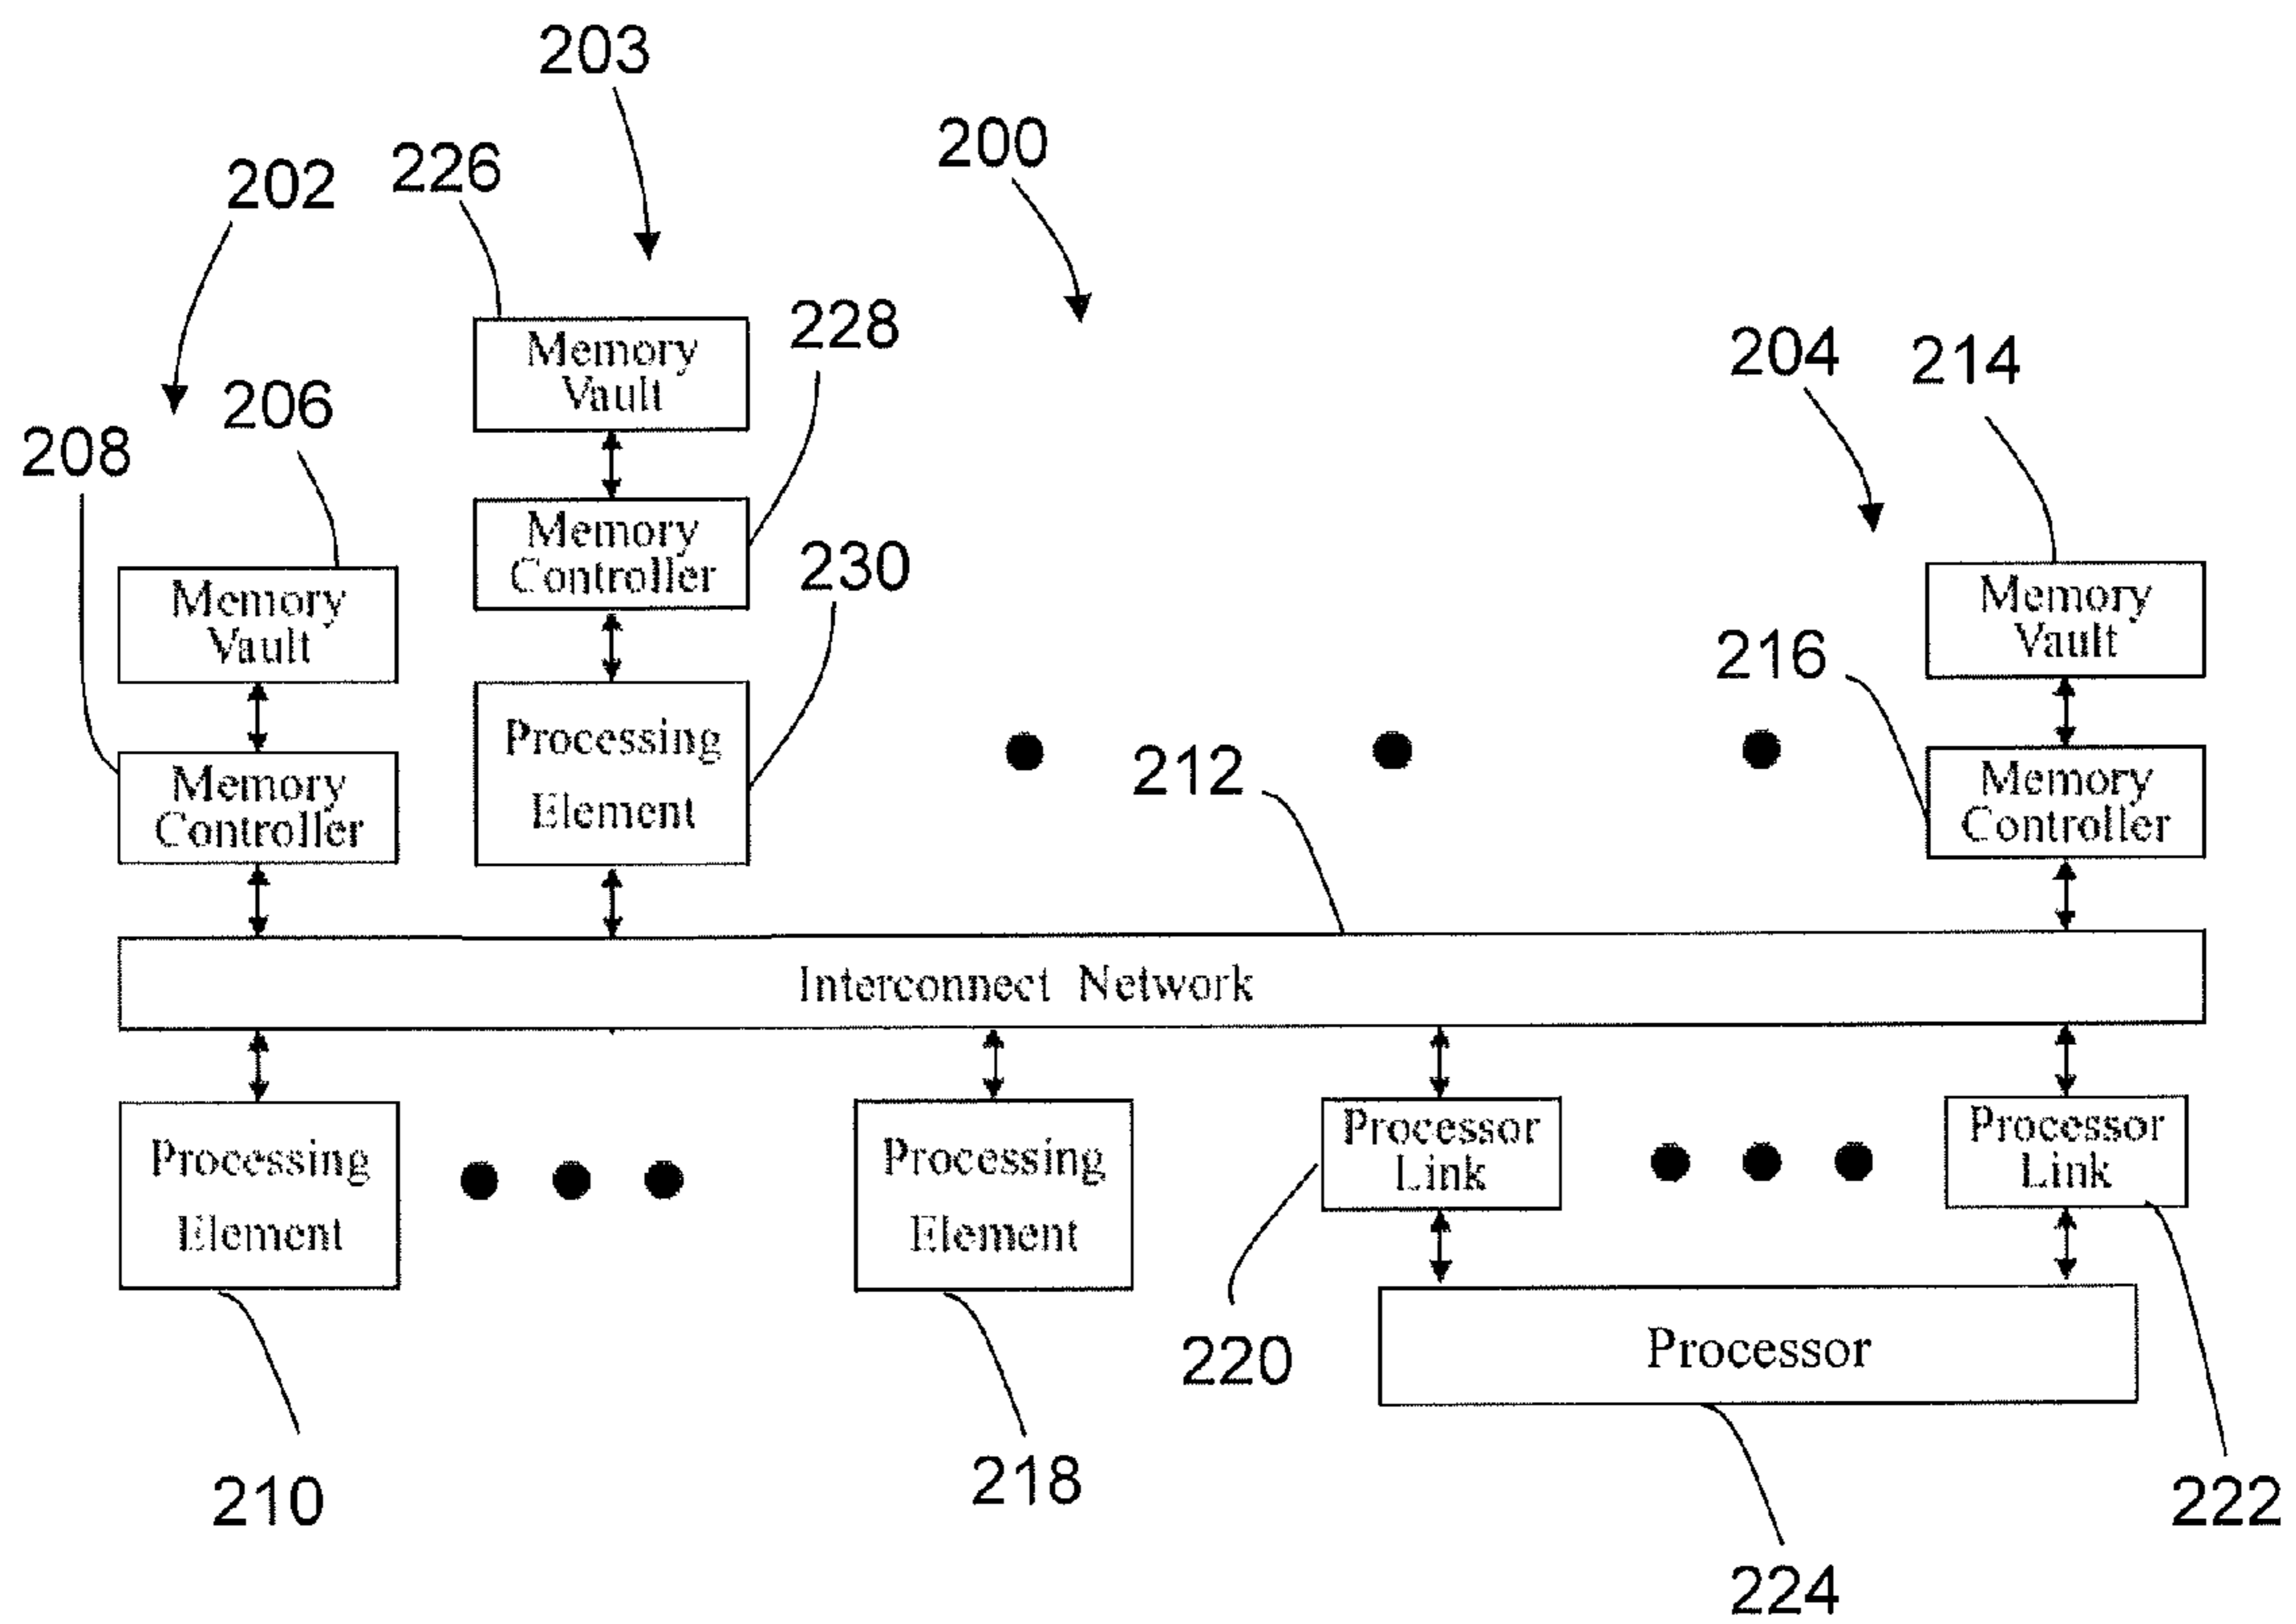 203
200
226
202
228
204
214
206
208
Memory
Vault
Memory
Controller
230
Memory
Vault
216
Memory
Vault
Processing
Element
212
Memory
Controller
Memory
Controller
Interconnect Network
Processing
Element
Processing
Element
Processor
Link
Processor
Link
220
Processor
210
218
222
224